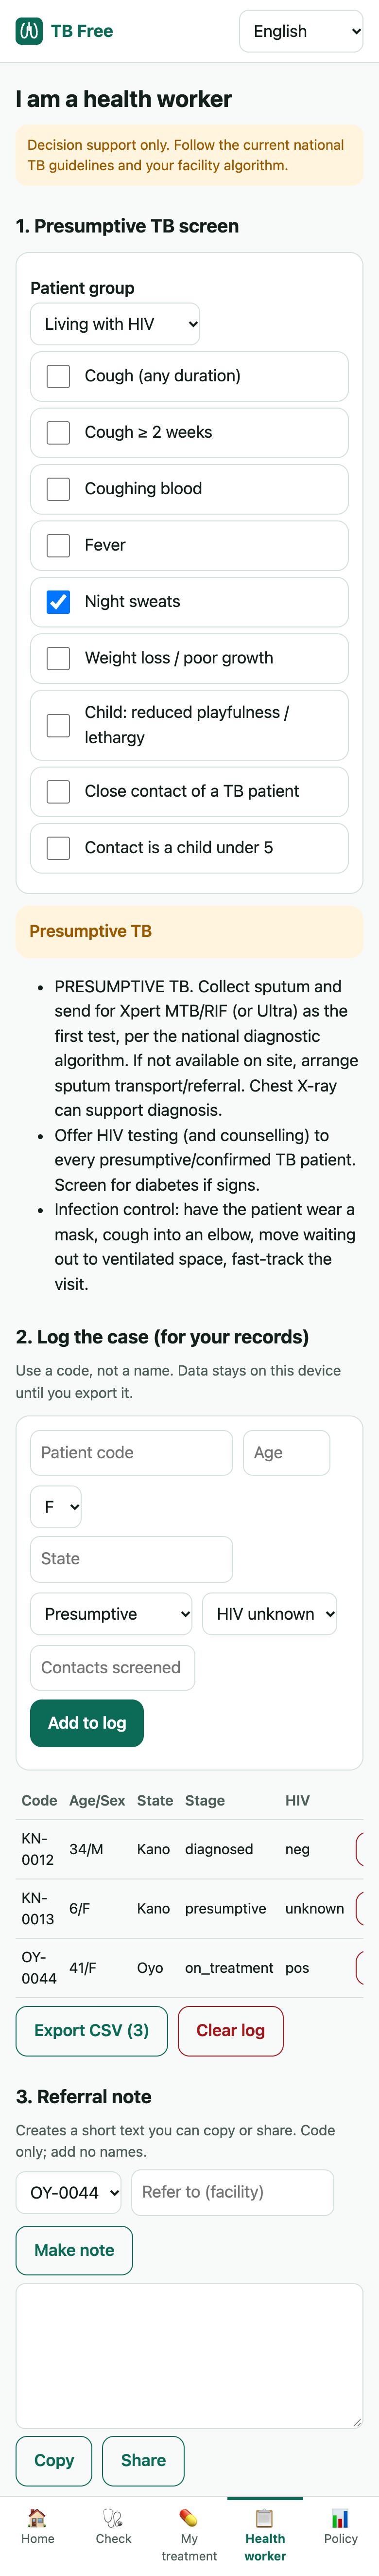 TB Free
English
I am a health worker
Decision support only. Follow the current national
TB guidelines and your facility algorithm.
1. Presumptive TB screen
Patient group
Living with HIV
Cough (any duration)
Cough ≥ 2 weeks
Coughing blood
Fever
Night sweats
Weight loss / poor growth
Child: reduced playfulness /
lethargy
Close contact of a TB patient
Contact is a child under 5
Presumptive TB
• PRESUMPTIVE TB. Collect sputum and
send for Xpert MTB/RIF (or Ultra) as the
first test, per the national diagnostic
algorithm. If not available on site, arrange
sputum transport/referral. Chest X-ray
can support diagnosis.
• Offer HIV testing (and counselling) to
every presumptive/confirmed TB patient.
Screen for diabetes if signs.
• Infection control: have the patient wear a
mask, cough into an elbow, move waiting
out to ventilated space, fast-track the
visit.
2. Log the case (for your records)
Use a code, not a name. Data stays on this device
until you export it.
Patient code Age
F
State
Presumptive HIV unknown
Contacts screened
Add to log
Code Age/Sex State Stage HIV
KN-
0012 34/M Kano diagnosed neg
KN-
0013 6/F Kano presumptive unknown
OY-
0044 41/F Oyo on_treatment pos
Export CSV (3) Clear log
3. Referral note
Creates a short text you can copy or share. Code
only; add no names.
OY-0044 Refer to (facility)
Make note
Copy Share
Home Check My
treatment Health
worker Policy